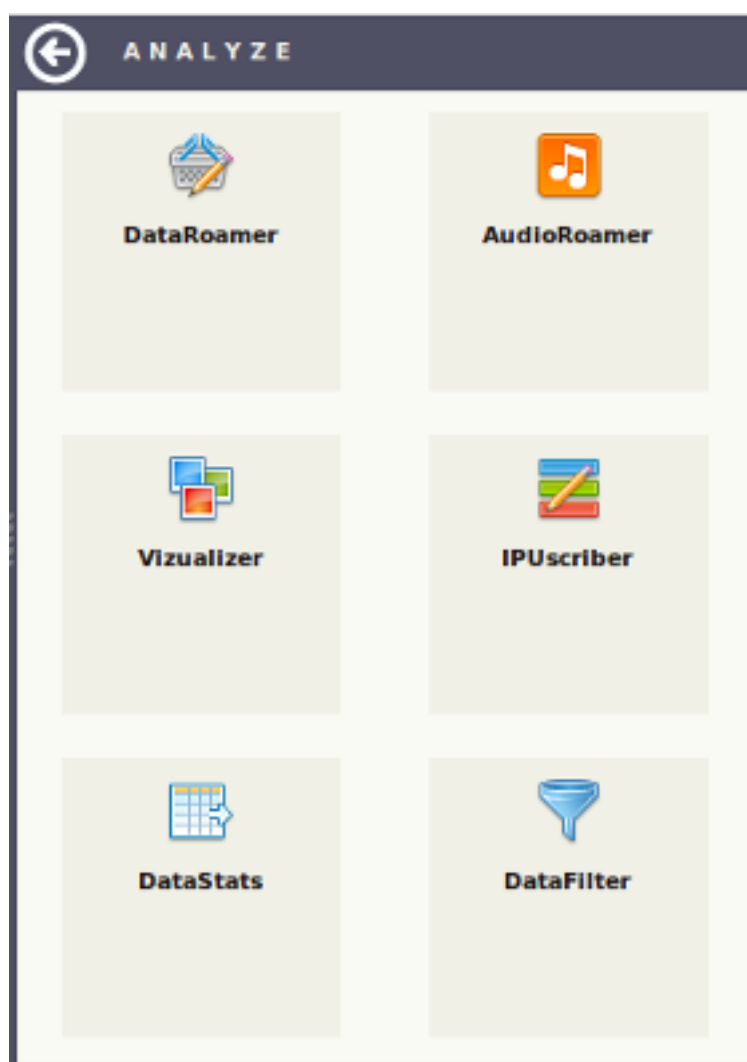 ANALYZE
DataRoamer
AudioRoamer
Vizualizer
IPUscriber
DataStats
DataFilter